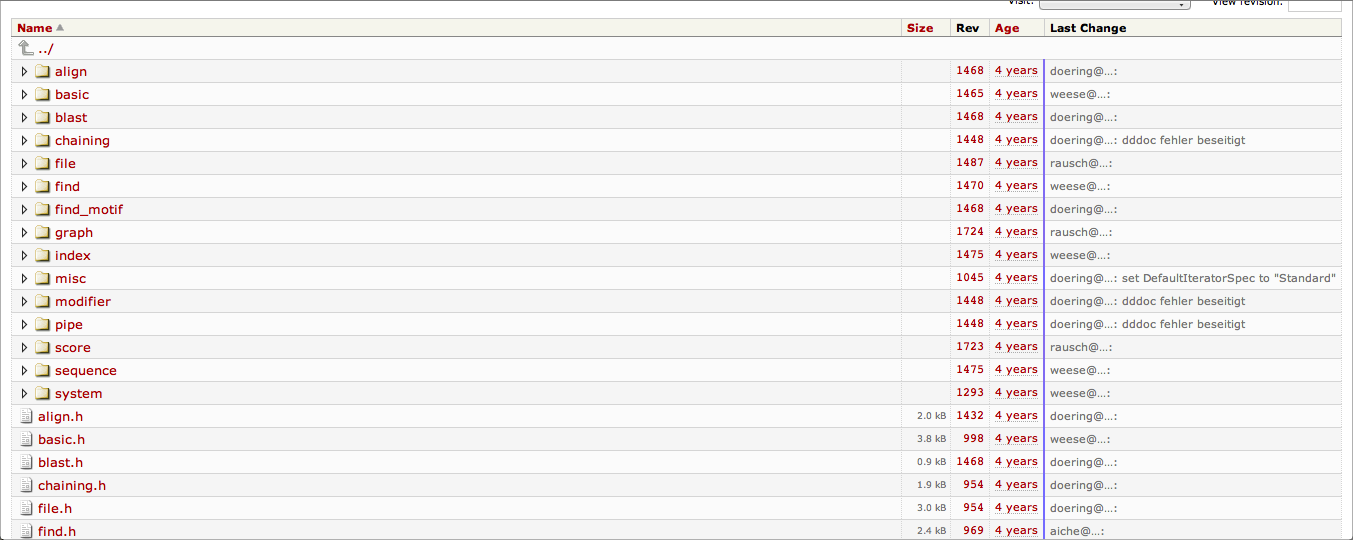 Visit: View revision:
Name Size Rev Age Last Change
../
align 1468 4 years doering@…:
basic 1465 4 years weese@…:
blast 1468 4 years doering@…:
chaining 1448 4 years doering@…: dddoc fehler beseitigt
file 1487 4 years rausch@…:
find 1470 4 years weese@…:
find_motif 1468 4 years doering@…:
graph 1724 4 years rausch@…:
index 1475 4 years weese@…:
misc 1045 4 years doering@…: set DefaultIteratorSpec to "Standard"
modifier 1448 4 years doering@…: dddoc fehler beseitigt
pipe 1448 4 years doering@…: dddoc fehler beseitigt
score 1723 4 years rausch@…:
sequence 1475 4 years weese@…:
system 1293 4 years weese@…:
align.h 2.0 kB 1432 4 years doering@…:
basic.h 3.8 kB 998 4 years weese@…:
blast.h 0.9 kB 1468 4 years doering@…:
chaining.h 1.9 kB 954 4 years doering@…:
file.h 3.0 kB 954 4 years doering@…:
find.h 2.4 kB 969 4 years aiche@…: